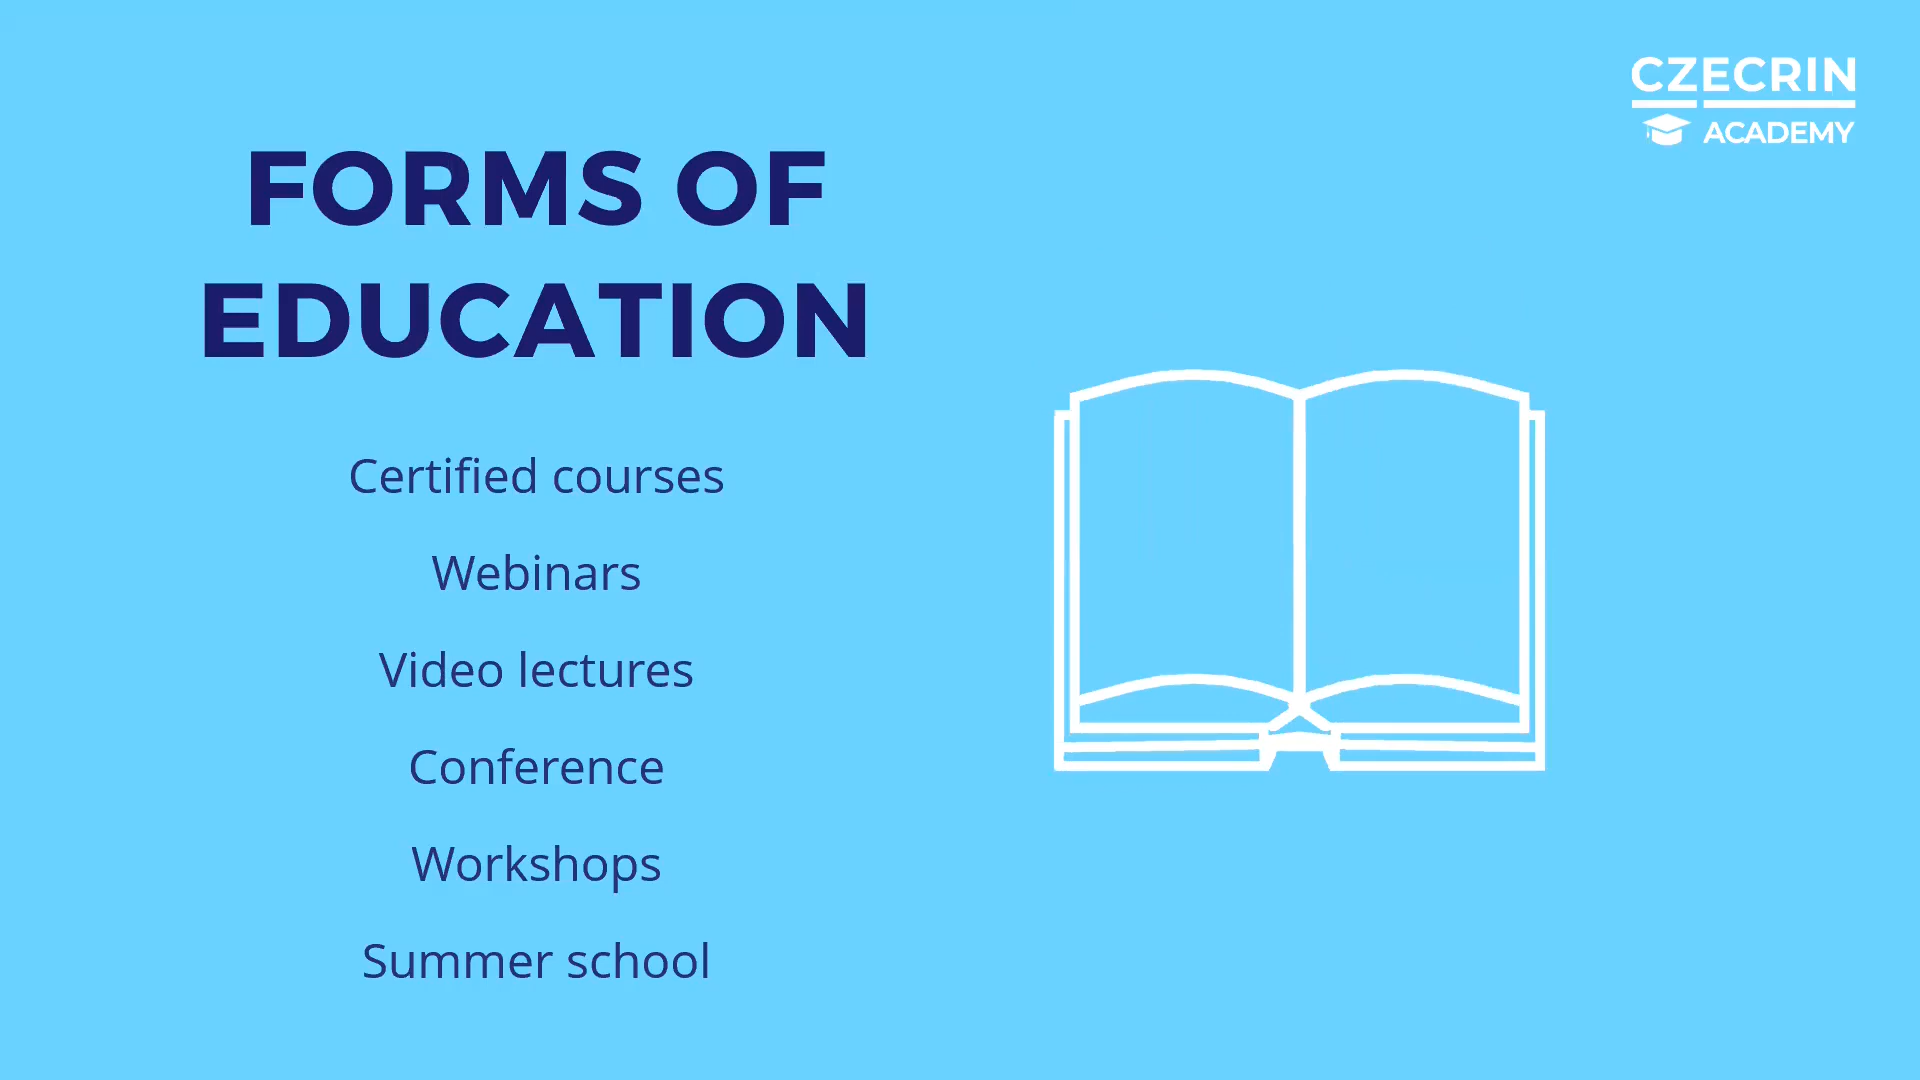 CZECRIN
ACADEMY
FORMS OF
EDUCATION
Certified courses
Webinars
Video lectures
Conference
Workshops
Summer school